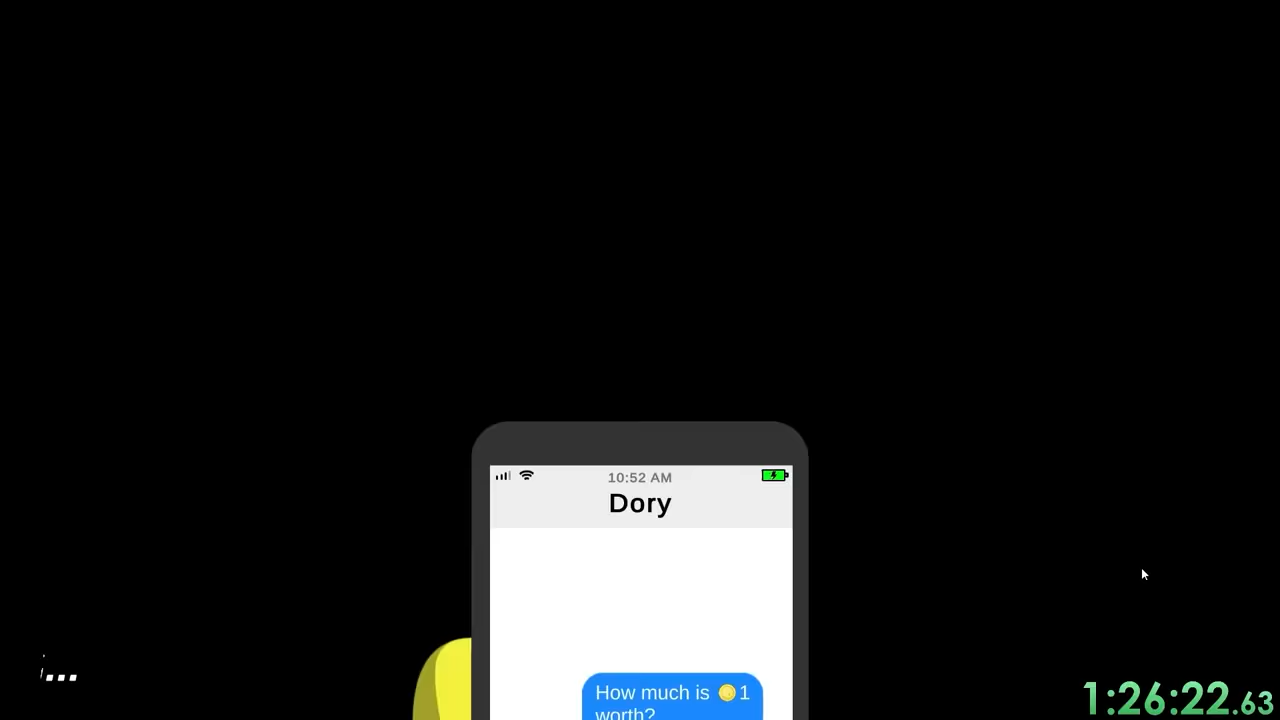 10:52 AM
Dory
How much is 🟡1
worth?
...
1:26:22.63